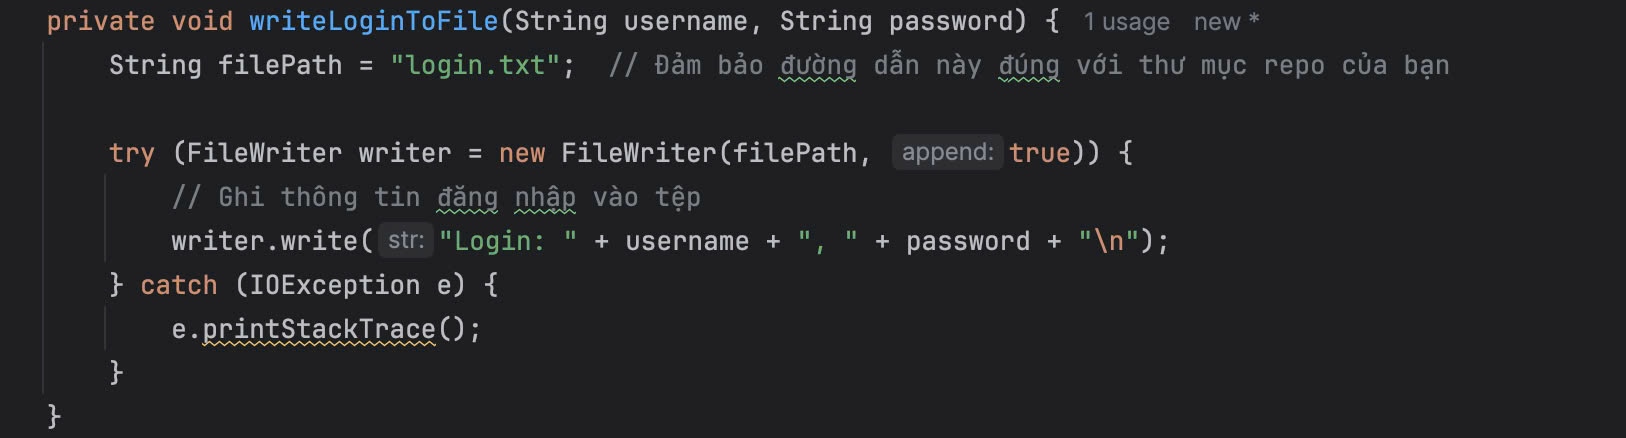 private void writeLoginToFile(String username, String password) { 1 usage new *
String filePath = "login.txt"; // Đảm bảo đường dẫn này đúng với thư mục repo của bạn
try (FileWriter writer = new FileWriter(filePath, append: true)) {
// Ghi thông tin đăng nhập vào tệp
writer.write( str: "Login: " + username + ", " + password + "\n");
} catch (IOException e) {
e.printStackTrace();
}
}